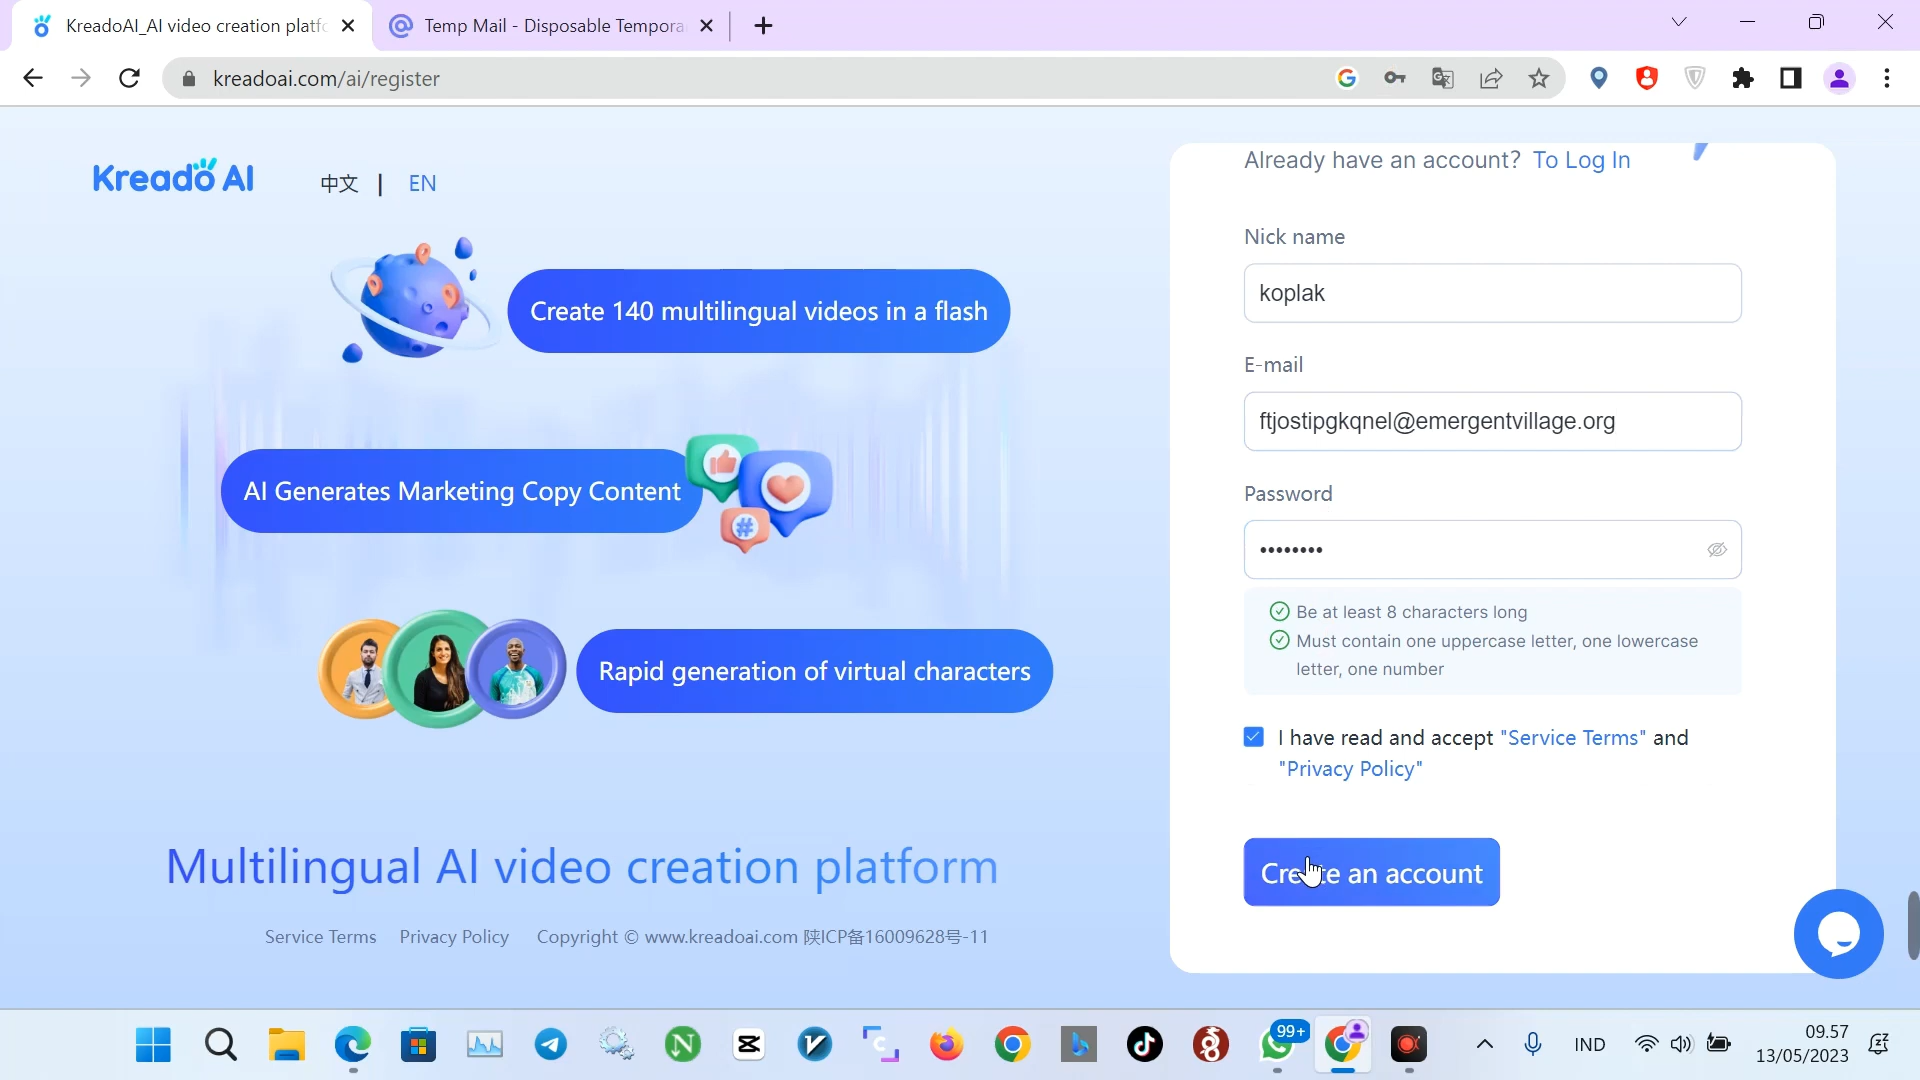 KreadoAI_AI video creation platfo
Temp Mail - Disposable Tempora
kreadoai.com/ai/register
Kreado AI
中文 | EN
Create 140 multilingual videos in a flash
AI Generates Marketing Copy Content
Rapid generation of virtual characters
Multilingual AI video creation platform
Service Terms Privacy Policy Copyright © www.kreadoai.com 陕ICP备16009628号-11
Already have an account? To Log In
Nick name
koplak
E-mail
ftjostipgkqnel@emergentvillage.org
Password
••••••••
Be at least 8 characters long
Must contain one uppercase letter, one lowercase
letter, one number
I have read and accept "Service Terms" and
"Privacy Policy"
Create an account
99+
IND
09.57
13/05/2023